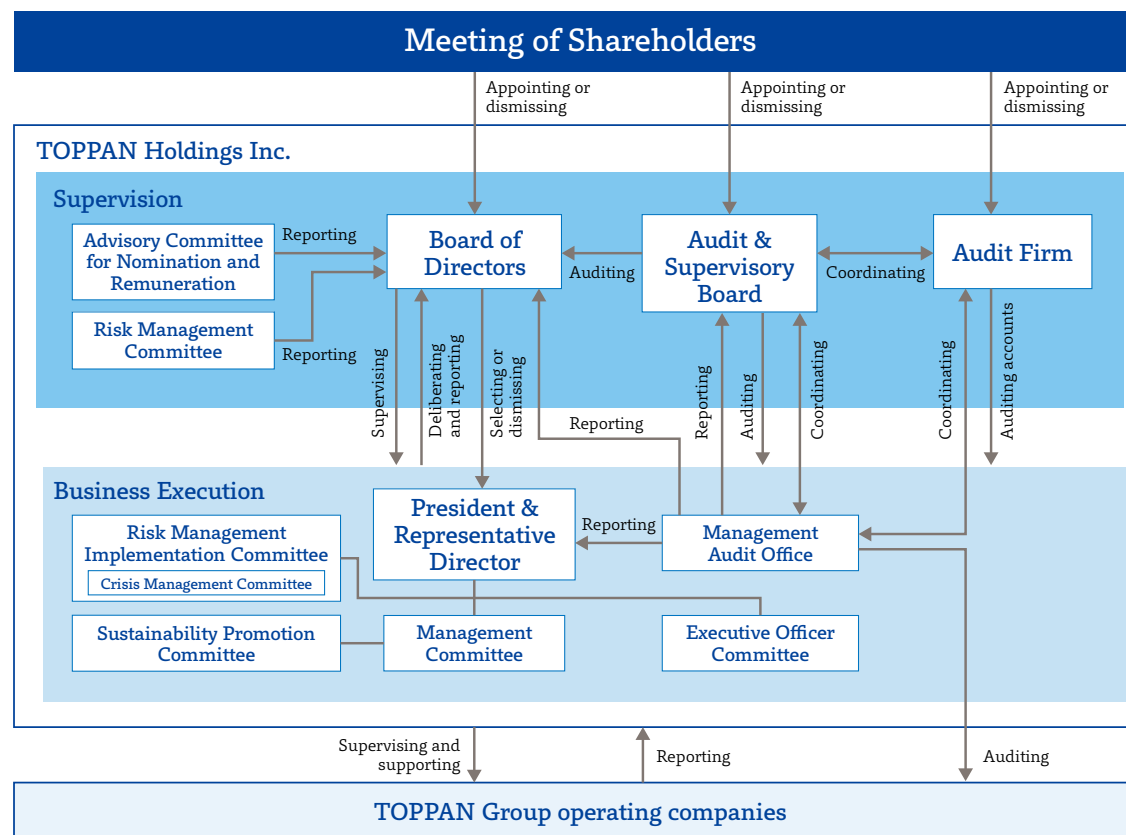 Meeting of Shareholders
Appointing or
dismissing
Appointing or
dismissing
Appointing or
dismissing
TOPPAN Holdings Inc.
Supervision
Advisory Committee
for Nomination and
Remuneration
Reporting
Board of
Directors
Auditing
Audit &
Supervisory
Board
Coordinating
Audit Firm
Risk Management
Committee
Reporting
Supervising
Deliberating
and reporting
Selecting or
dismissing
Reporting
Reporting
Auditing
Coordinating
Coordinating
Auditing accounts
Business Execution
Risk Management
Implementation Committee
Crisis Management Committee
President &
Representative
Director
Reporting
Management
Audit Office
Sustainability Promotion
Committee
Management
Committee
Executive Officer
Committee
Supervising and
supporting
Reporting
Auditing
TOPPAN Group operating companies